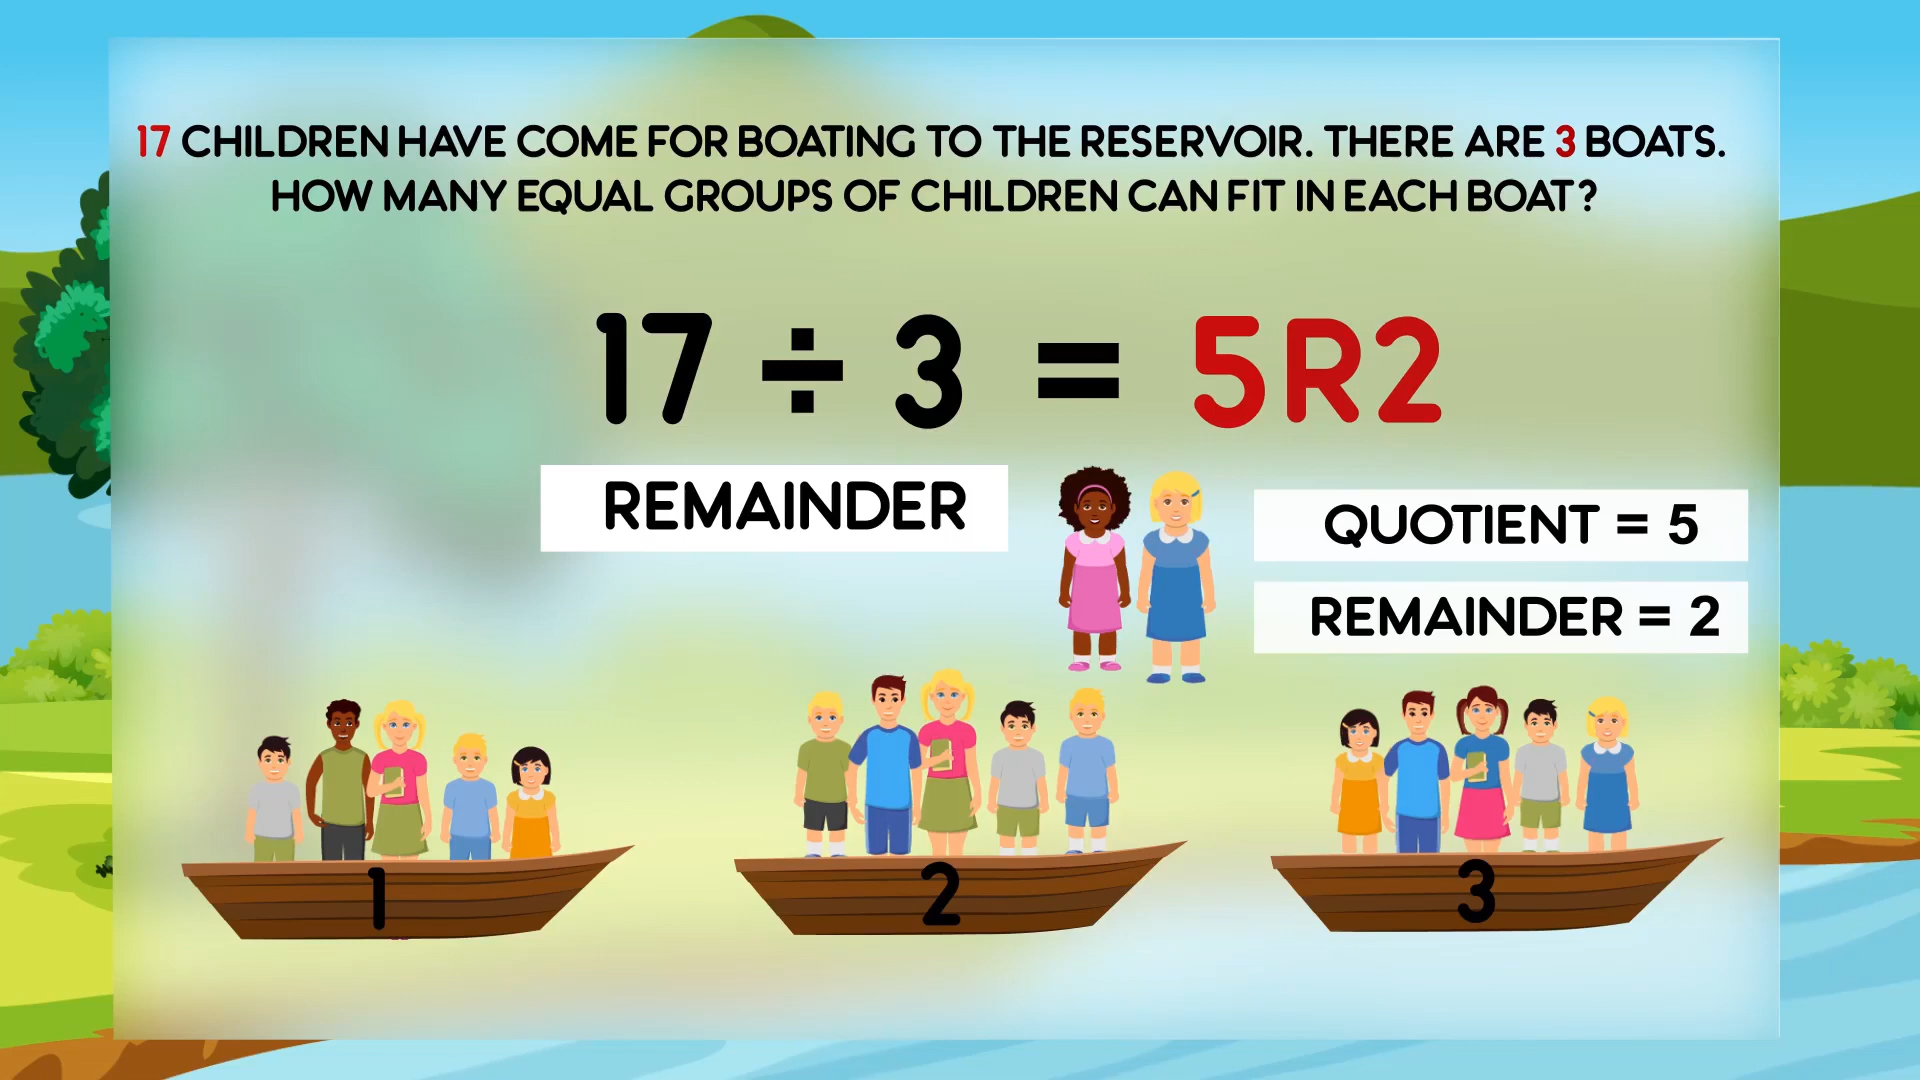 17 CHILDREN HAVE COME FOR BOATING TO THE RESERVOIR. THERE ARE 3 BOATS.
HOW MANY EQUAL GROUPS OF CHILDREN CAN FIT IN EACH BOAT?
17 ÷ 3 = 5R2
REMAINDER
QUOTIENT = 5
REMAINDER = 2
1
2
3